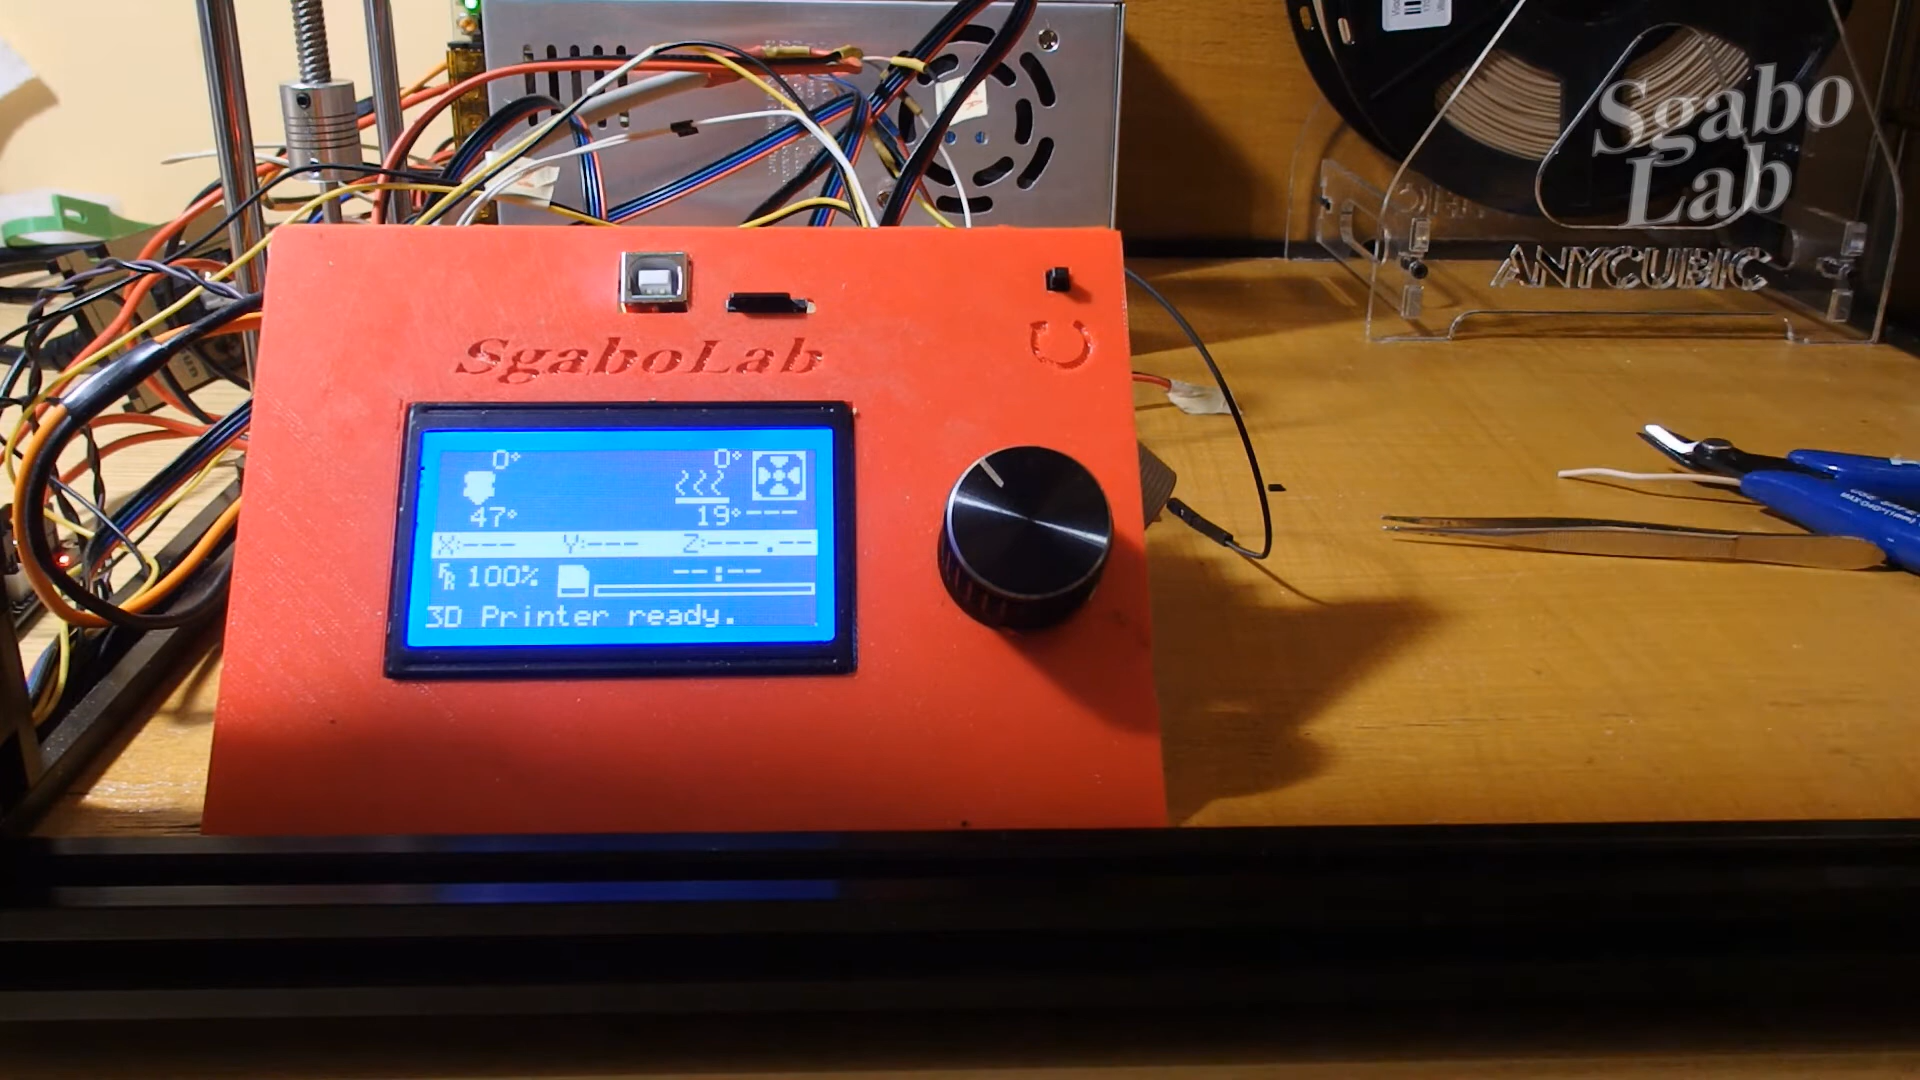 Sgabo
Lab
ANYCUBIC
SgaboLab
0° 0°
47° 19° ---
X:--- Y:--- Z:---.--
FR 100% --:--
3D Printer ready.